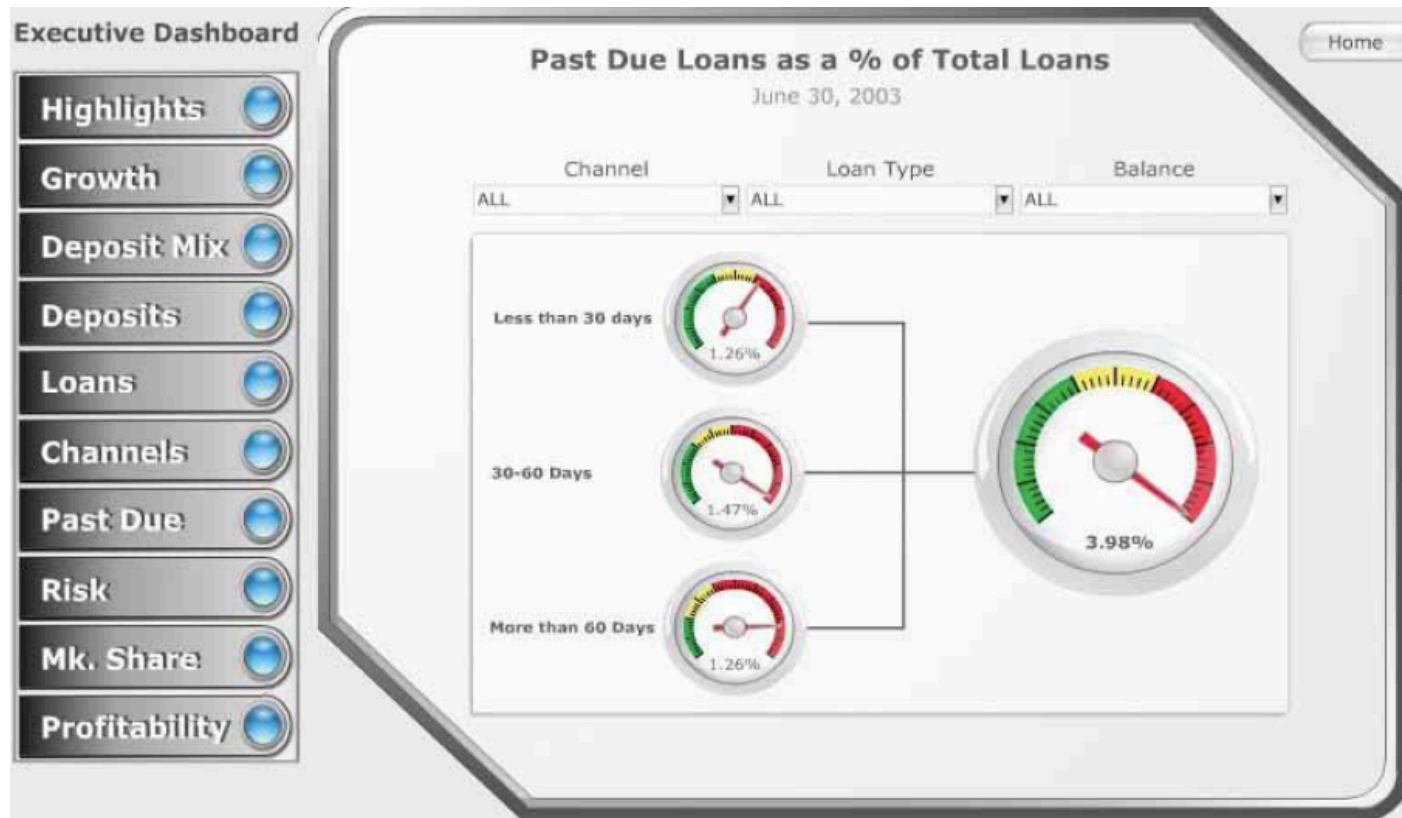 Executive Dashboard
Home
Highlights
Growth
Deposit Mix
Deposits
Loans
Channels
Past Due
Risk
Mk. Share
Profitability
Past Due Loans as a % of Total Loans
June 30, 2003
Channel Loan Type Balance
ALL ALL ALL
Less than 30 days
1.26%
30-60 Days
1.47%
More than 60 Days
1.26%
3.98%